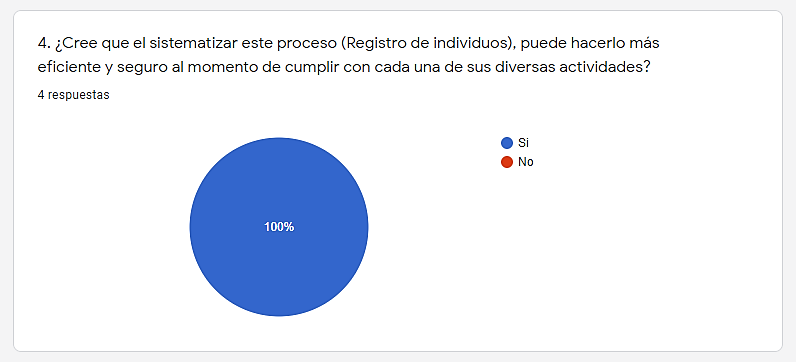 4. ¿Cree que el sistematizar este proceso (Registro de individuos), puede hacerlo más
eficiente y seguro al momento de cumplir con cada una de sus diversas actividades?
4 respuestas
Si
No
100%